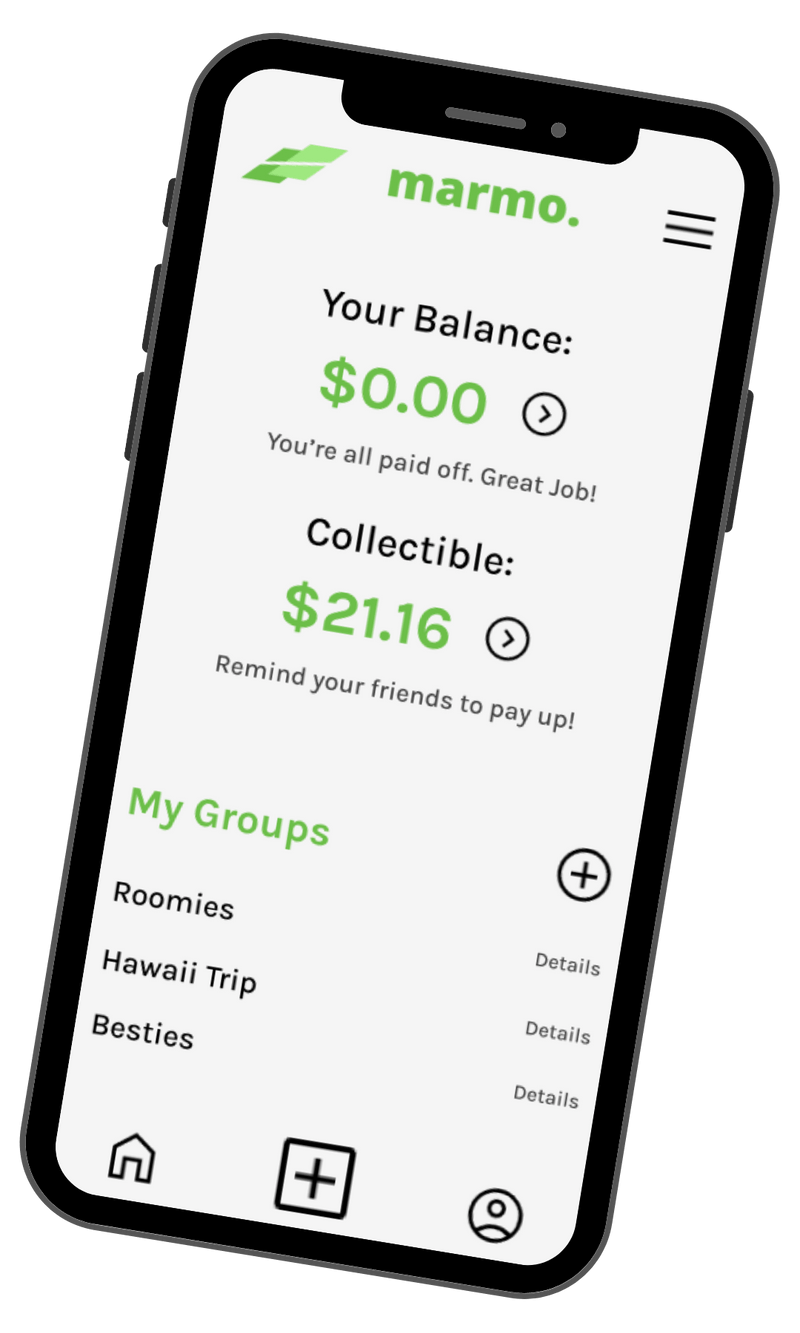 marmo.
Your Balance:
$0.00
You’re all paid off. Great Job!
Collectible:
$21.16
Remind your friends to pay up!
My Groups
Roomies
Details
Hawaii Trip
Details
Besties
Details